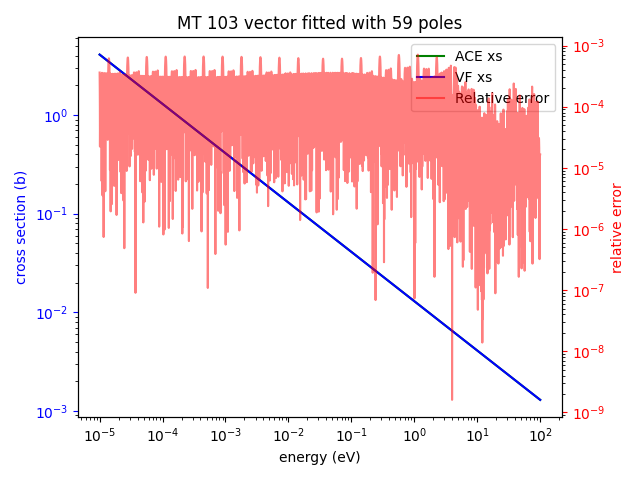 MT 103 vector fitted with 59 poles
ACE xs
VF xs
Relative error
cross section (b)
10⁰
10⁻¹
10⁻²
10⁻³
10⁻³
10⁻⁴
10⁻⁵
10⁻⁶
10⁻⁷
10⁻⁸
10⁻⁹
relative error
10⁻⁵
10⁻⁴
10⁻³
10⁻²
10⁻¹
10⁰
10¹
10²
energy (eV)